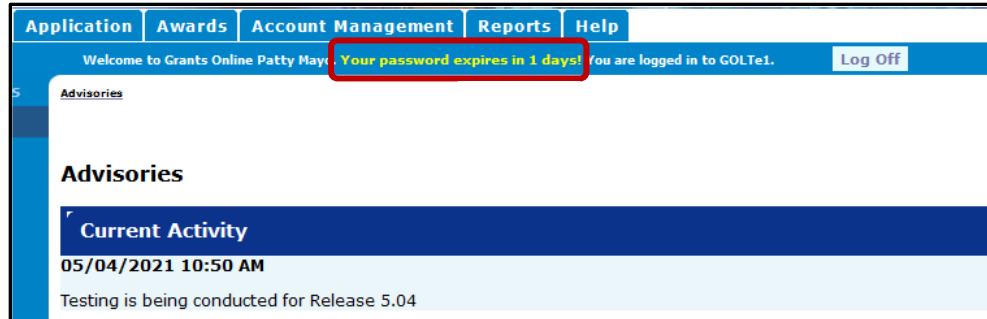 Application Awards Account Management Reports Help
Welcome to Grants Online Patty Mayo. Your password expires in 1 days! You are logged in to GOLTe1. Log Off
Advisories
Advisories
Current Activity
05/04/2021 10:50 AM
Testing is being conducted for Release 5.04